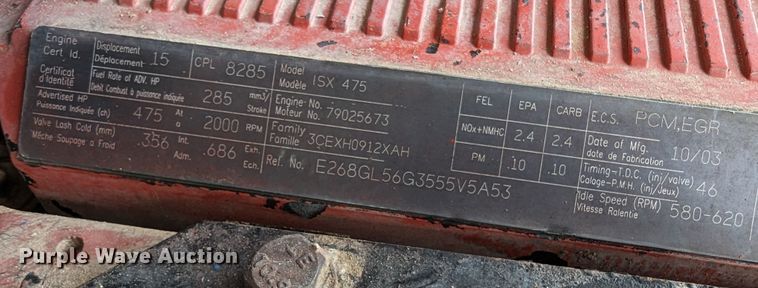 Engine
Cert. Id.
Certificat
d'Identité
Displacement
Déplacement 15
CPL 8285
Model
Modèle ISX 475
Fuel Rate at ADV. HP
Debit Combust à puissance indiquée 285 mm3/
Stroke
Engine No.
Moteur No. 79025673
Advertised HP
Puissance Indiquée (ch) 475 At
a 2000 RPM
Family
Famille 3CEXH0912XAH
Valve Lash Cold (mm)
Mèche Soupage a Froid .356 Int.
Adm. .686 Exh.
Ech.
Ref. No. E268GL56G3555V5A53
FEL EPA CARB
NOx+NMHC 2.4 2.4
PM .10 .10
E.C.S. PCM,EGR
Date of Mfg.
date de Fabrication 10/03
Timing-T.D.C. (inj/valve)
Calage-P.M.H. (inj/Jeux) 46
Idle Speed (RPM)
Vitesse Ralentie 580-620
Purple Wave Auction